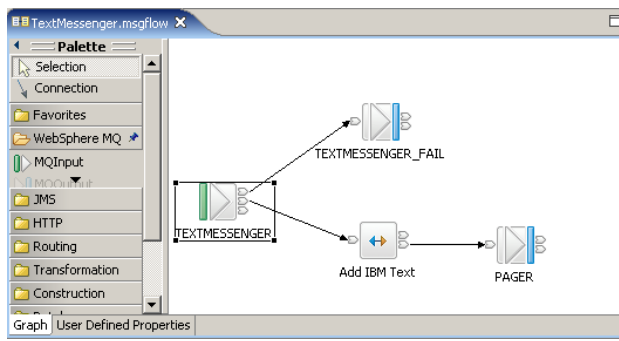 TextMessenger.msgflow
Palette
Selection
Connection
Favorites
WebSphere MQ
MQInput
MQOutput
JMS
HTTP
Routing
Transformation
Construction
TEXTMESSENGER_FAIL
TEXTMESSENGER
Add IBM Text
PAGER
Graph
User Defined Properties